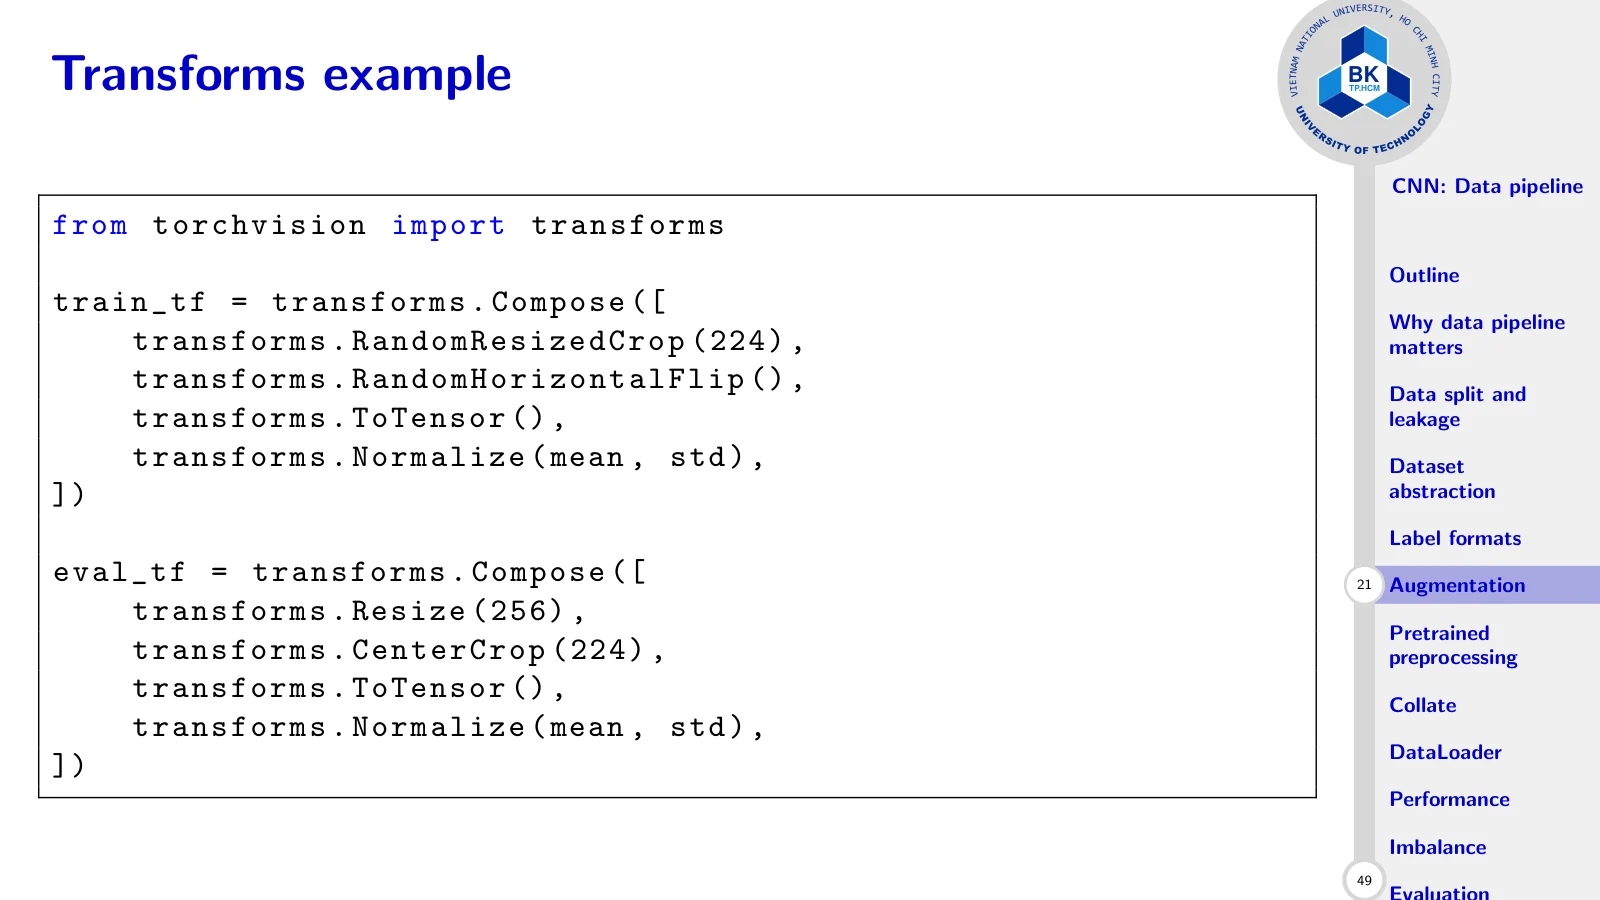 Transforms example
VIETNAM NATIONAL UNIVERSITY, HO CHI MINH CITY
BK
TP.HCM
UNIVERSITY OF TECHNOLOGY
from torchvision import transforms
train_tf = transforms.Compose([
    transforms.RandomResizedCrop(224),
    transforms.RandomHorizontalFlip(),
    transforms.ToTensor(),
    transforms.Normalize(mean, std),
])
eval_tf = transforms.Compose([
    transforms.Resize(256),
    transforms.CenterCrop(224),
    transforms.ToTensor(),
    transforms.Normalize(mean, std),
])
CNN: Data pipeline
Outline
Why data pipeline
matters
Data split and
leakage
Dataset
abstraction
Label formats
21
Augmentation
Pretrained
preprocessing
Collate
DataLoader
Performance
Imbalance
49
Evaluation